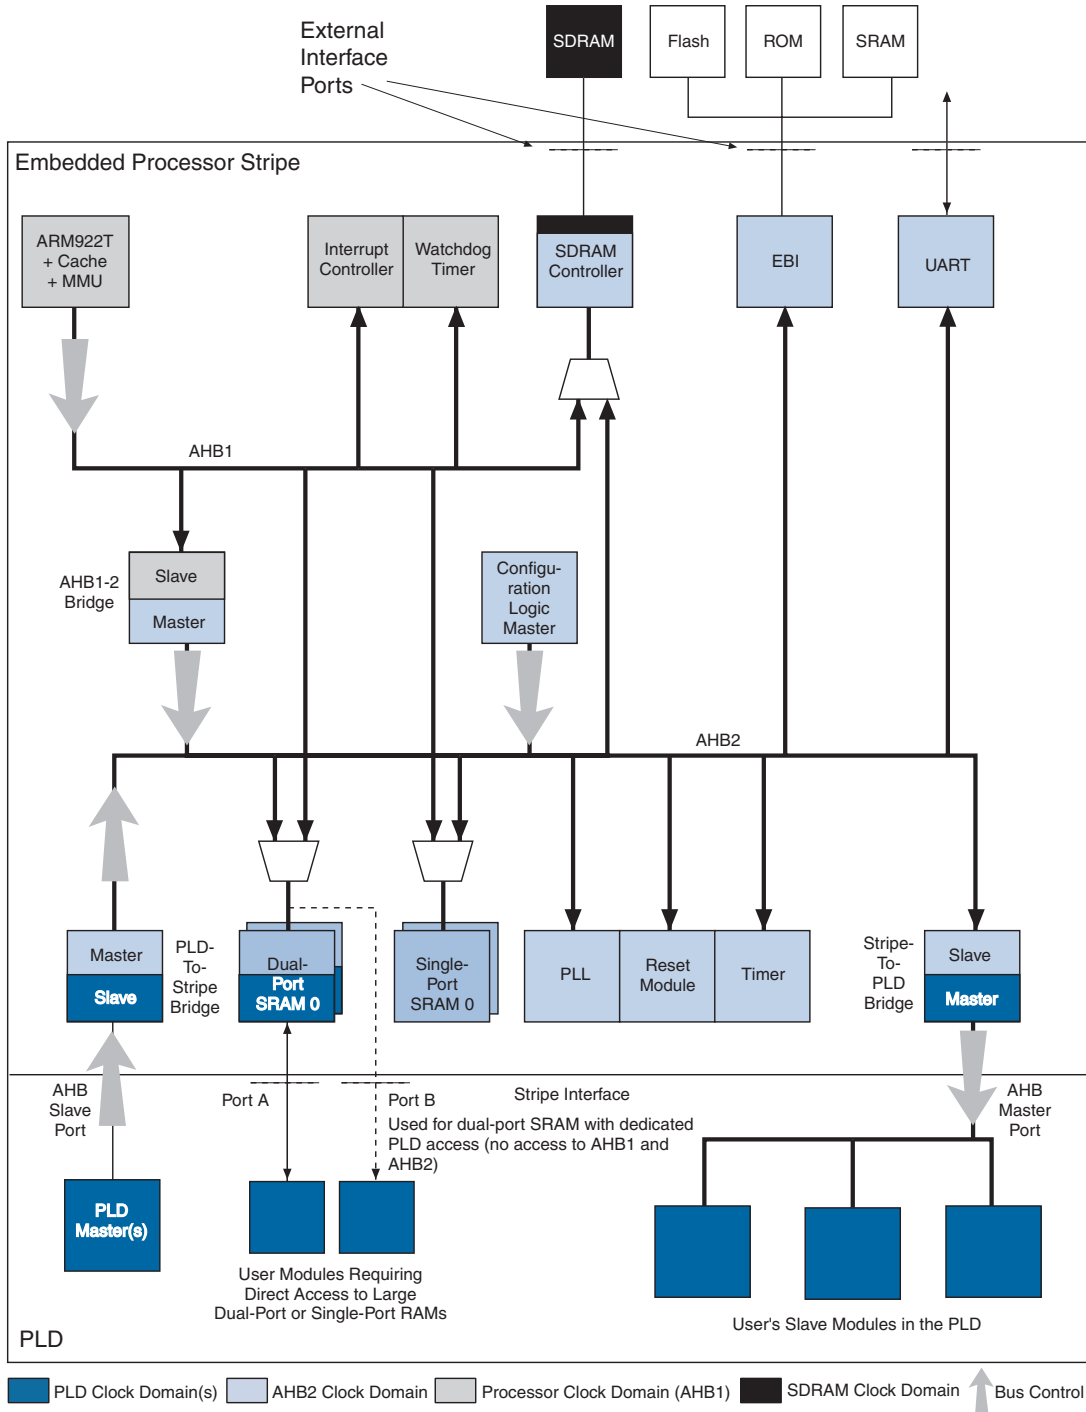 External
Interface
Ports
SDRAM
Flash
ROM
SRAM
Embedded Processor Stripe
ARM922T
+ Cache
+ MMU
Interrupt
Controller
Watchdog
Timer
SDRAM
Controller
EBI
UART
AHB1
AHB1-2
Bridge
Slave
Master
Configu-
ration
Logic
Master
AHB2
Master
Slave
PLD-
To-
Stripe
Bridge
Dual-
Port
SRAM 0
Single-
Port
SRAM 0
PLL
Reset
Module
Timer
Stripe-
To-
PLD
Bridge
Slave
Master
AHB
Slave
Port
Port A
Port B
Stripe Interface
Used for dual-port SRAM with dedicated
PLD access (no access to AHB1 and
AHB2)
AHB
Master
Port
PLD
Master(s)
User Modules Requiring
Direct Access to Large
Dual-Port or Single-Port RAMs
User's Slave Modules in the PLD
PLD
PLD Clock Domain(s)
AHB2 Clock Domain
Processor Clock Domain (AHB1)
SDRAM Clock Domain
Bus Control